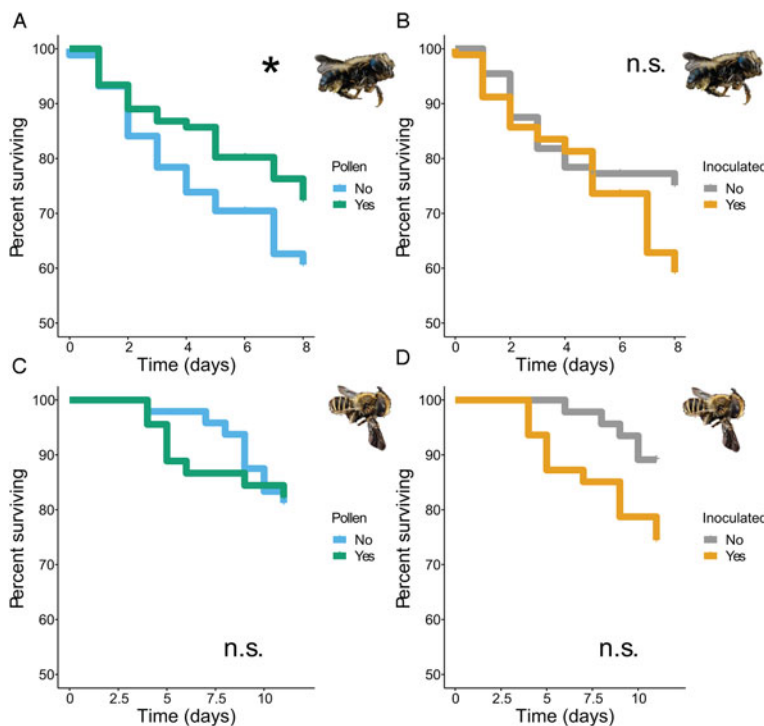 A
100
90
80
70
60
50
Percent surviving
*
Pollen
No
Yes
0
2
4
6
8
Time (days)
B
100
90
80
70
60
50
Percent surviving
n.s.
Inoculated
No
Yes
0
2
4
6
8
Time (days)
C
100
90
80
70
60
50
Percent surviving
Pollen
No
Yes
n.s.
0
2.5
5
7.5
10
Time (days)
D
100
90
80
70
60
50
Percent surviving
Inoculated
No
Yes
n.s.
0
2.5
5
7.5
10
Time (days)